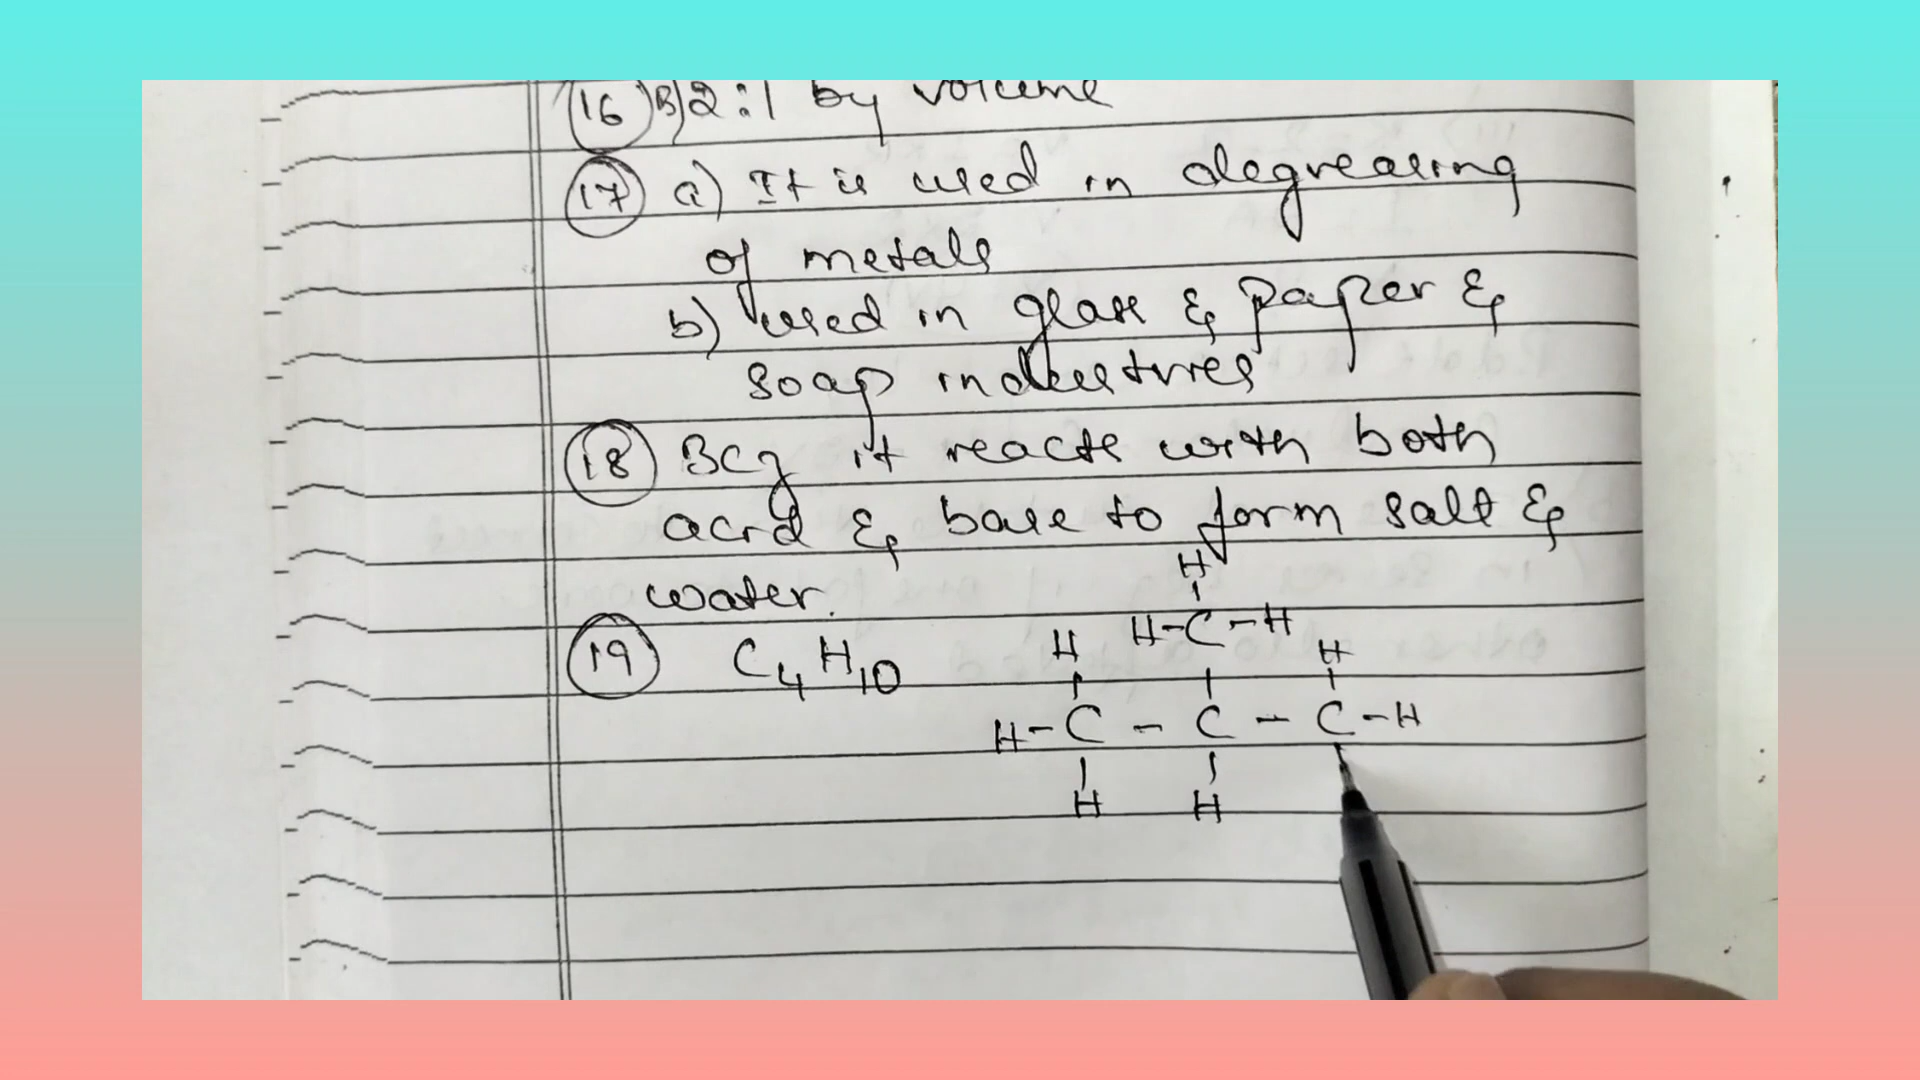 16 B) 2:1 by volume
17 a) It is used in degreasing
of metals
b) used in glass & paper &
soap industries
18 Bcz it reacts with both
acid & base to form salt &
water.
H
H-C-H
19 C4H10 H H
H-C-C-C-H
H H